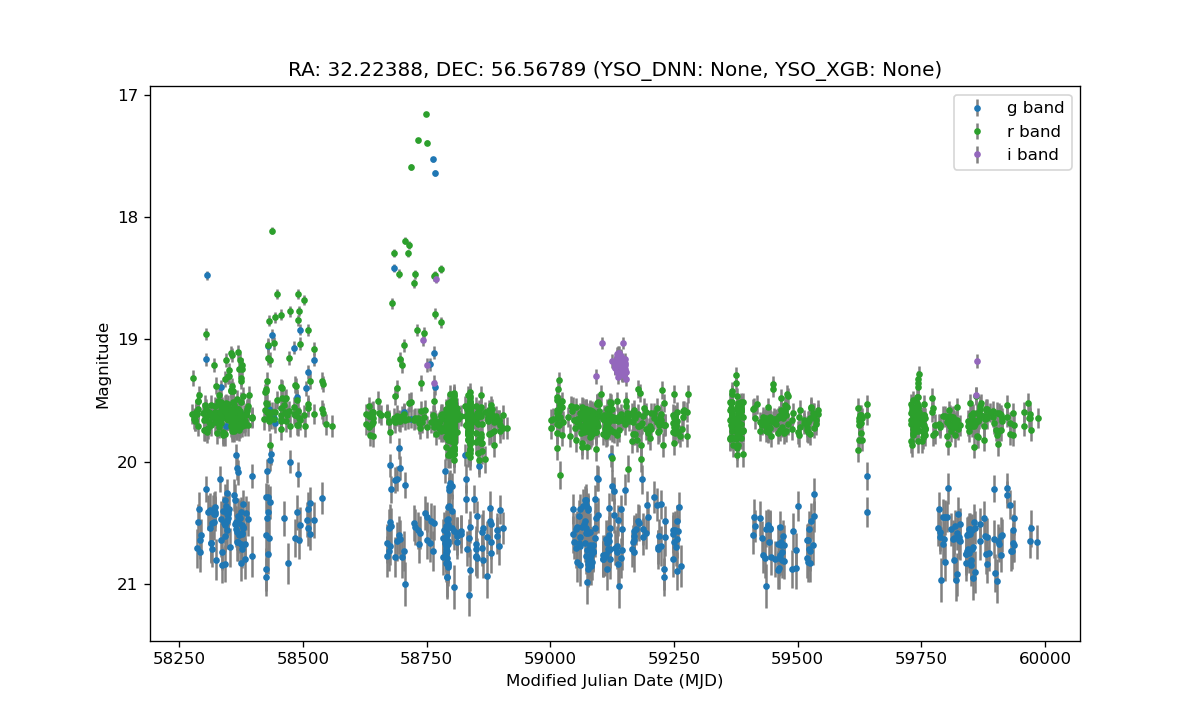 RA: 32.22388, DEC: 56.56789 (YSO_DNN: None, YSO_XGB: None)
g band
r band
i band
17
18
19
20
21
Magnitude
58250 58500 58750 59000 59250 59500 59750 60000
Modified Julian Date (MJD)